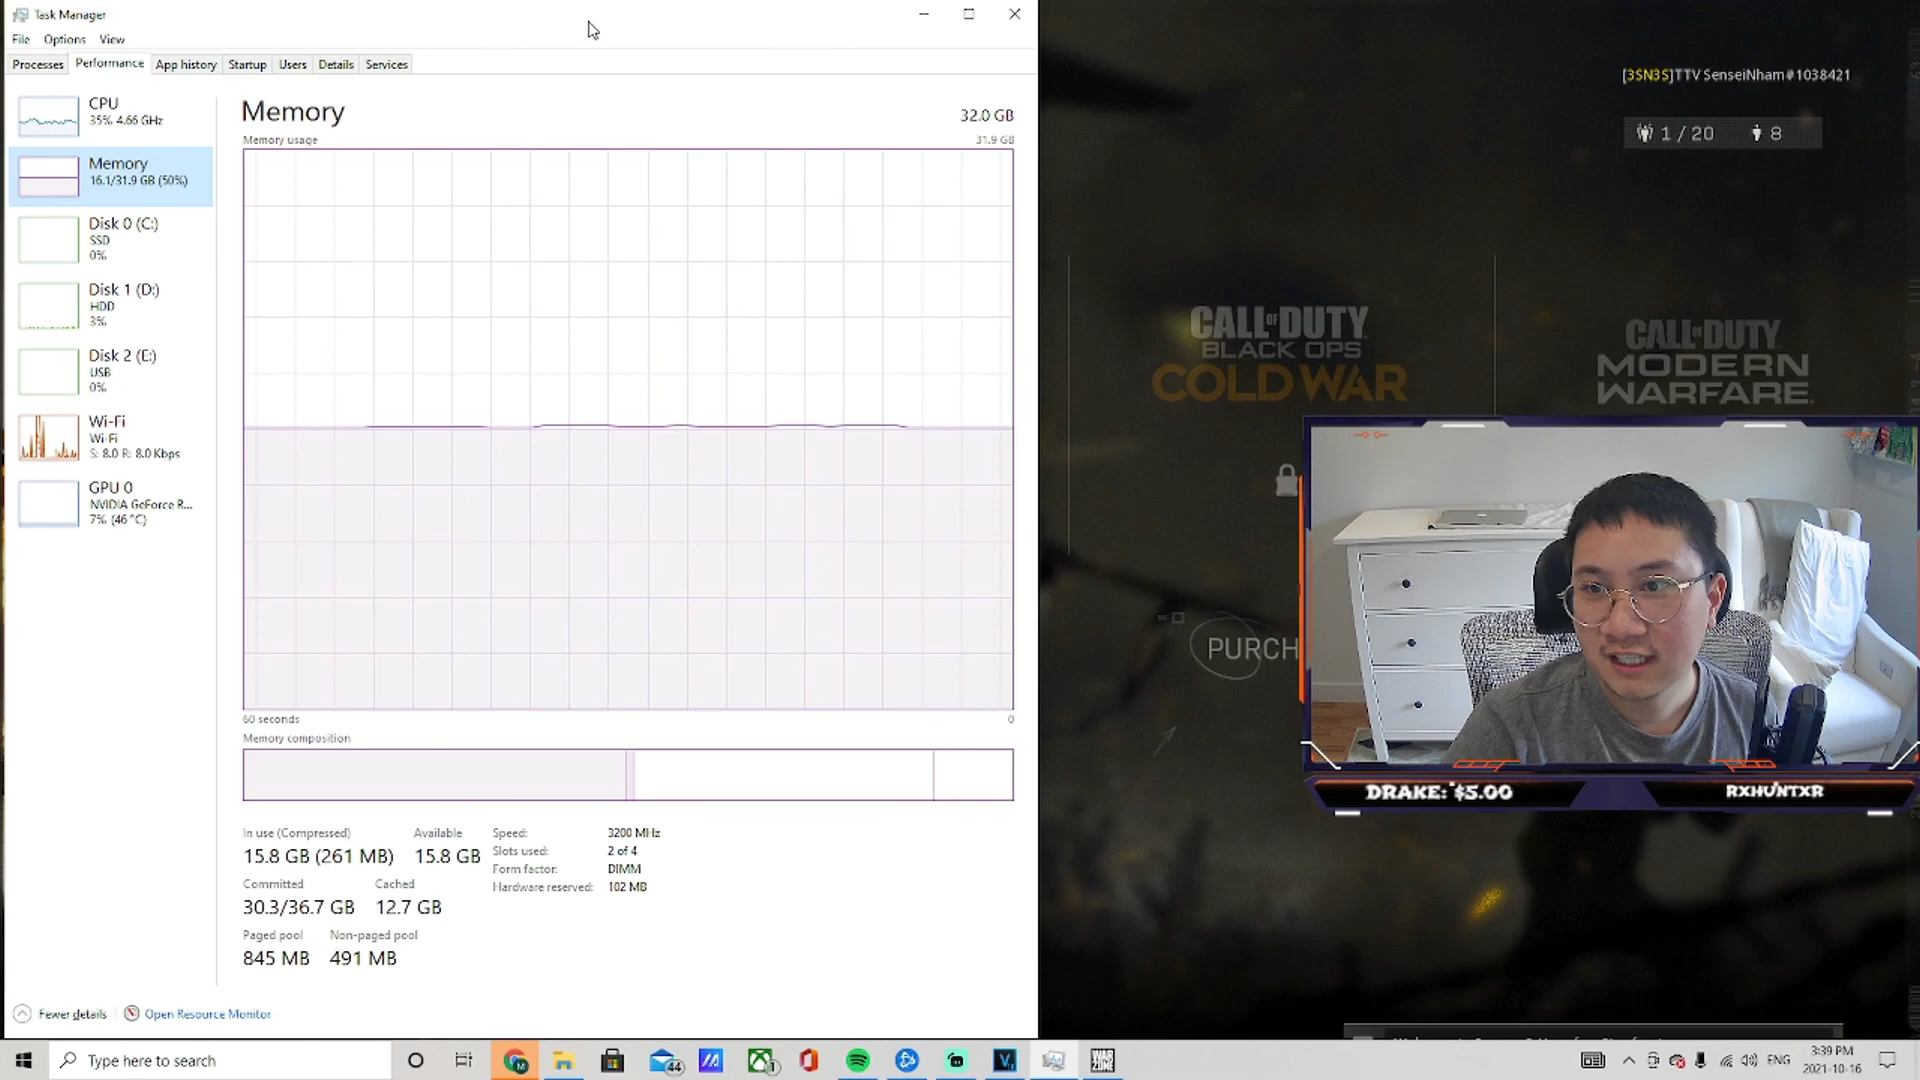 Task Manager
File Options View
Processes Performance App history Startup Users Details Services
CPU
35% 4.66 GHz
Memory
16.1/31.9 GB (50%)
Disk 0 (C:)
SSD
0%
Disk 1 (D:)
HDD
3%
Disk 2 (E:)
USB
0%
Wi-Fi
Wi-Fi
S: 8.0 R: 8.0 Kbps
GPU 0
NVIDIA GeForce R...
7% (46 °C)
Memory
32.0 GB
Memory usage
31.9 GB
60 seconds
0
Memory composition
In use (Compressed)
15.8 GB (261 MB)
Available
15.8 GB
Committed
30.3/36.7 GB
Cached
12.7 GB
Paged pool
845 MB
Non-paged pool
491 MB
Speed: 3200 MHz
Slots used: 2 of 4
Form factor: DIMM
Hardware reserved: 102 MB
Fewer details
Open Resource Monitor
[3SN3S]TTV SenseiNham#1038421
1 / 20 8
CALL OF DUTY
BLACK OPS
COLD WAR
CALL OF DUTY
MODERN
WARFARE
PURCH
DRAKE: $5.00
RXHUNTXR
Type here to search
44
1
WAR
ZONE
ENG
3:39 PM
2021-10-16